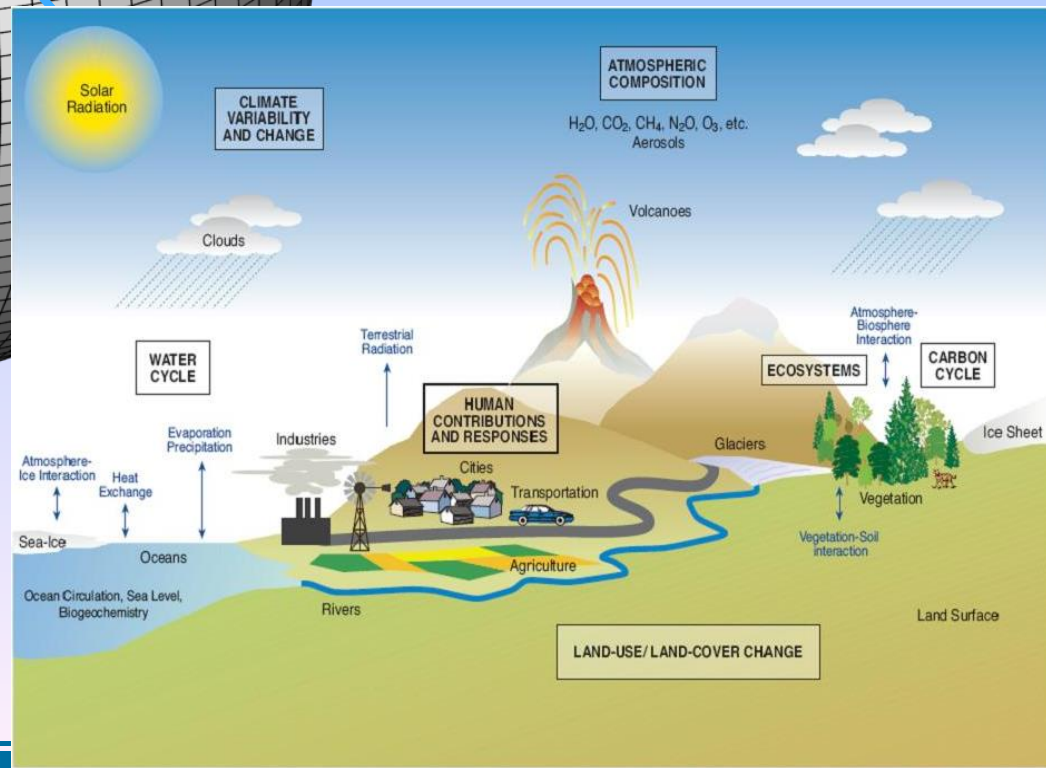 Solar
Radiation
CLIMATE
VARIABILITY
AND CHANGE
ATMOSPHERIC
COMPOSITION
H₂O, CO₂, CH₄, N₂O, O₃, etc.
Aerosols
Volcanoes
Clouds
WATER
CYCLE
Terrestrial
Radiation
Atmosphere-
Biosphere
Interaction
ECOSYSTEMS
CARBON
CYCLE
HUMAN
CONTRIBUTIONS
AND RESPONSES
Evaporation
Precipitation
Industries
Glaciers
Ice Sheet
Atmosphere-
Ice Interaction
Heat
Exchange
Cities
Transportation
Vegetation
Sea-Ice
Oceans
Vegetation-Soil
interaction
Agriculture
Ocean Circulation, Sea Level,
Biogeochemistry
Rivers
Land Surface
LAND-USE/LAND-COVER CHANGE